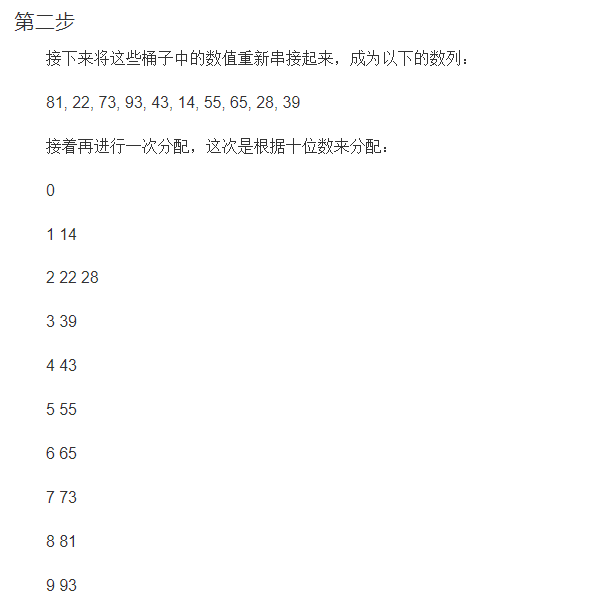 第二步
接下来将这些桶子中的数值重新串接起来，成为以下的数列：
81, 22, 73, 93, 43, 14, 55, 65, 28, 39
接着再进行一次分配，这次是根据十位数来分配：
0
1 14
2 22 28
3 39
4 43
5 55
6 65
7 73
8 81
9 93